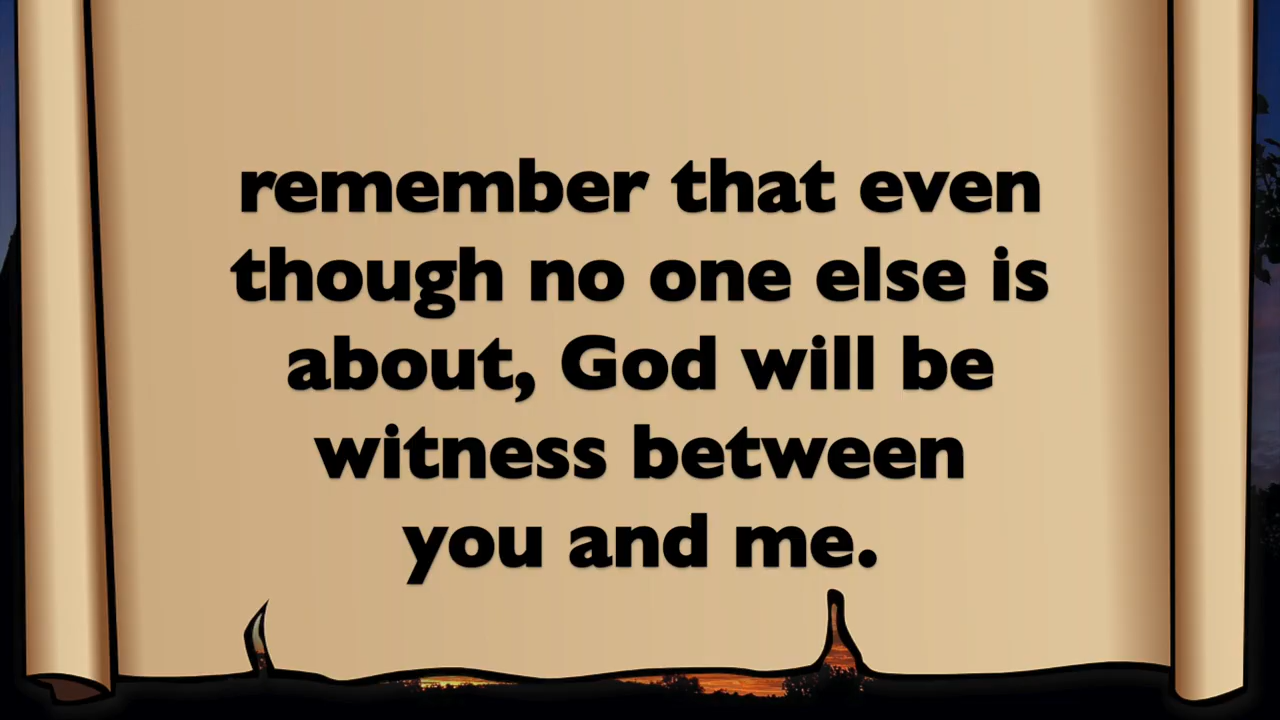 remember that even
though no one else is
about, God will be
witness between
you and me.